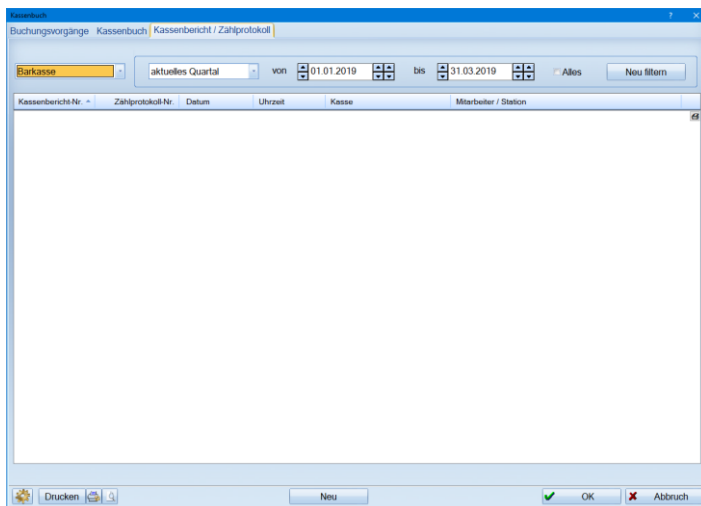 Kassenbuch ?
Buchungsvorgänge Kassenbuch Kassenbericht / Zählprotokoll
Barkasse aktuelles Quartal von 01.01.2019 bis 31.03.2019 Alles Neu filtern
Kassenbericht-Nr. Zählprotokoll-Nr. Datum Uhrzeit Kasse Mitarbeiter / Station
Drucken Neu OK Abbruch